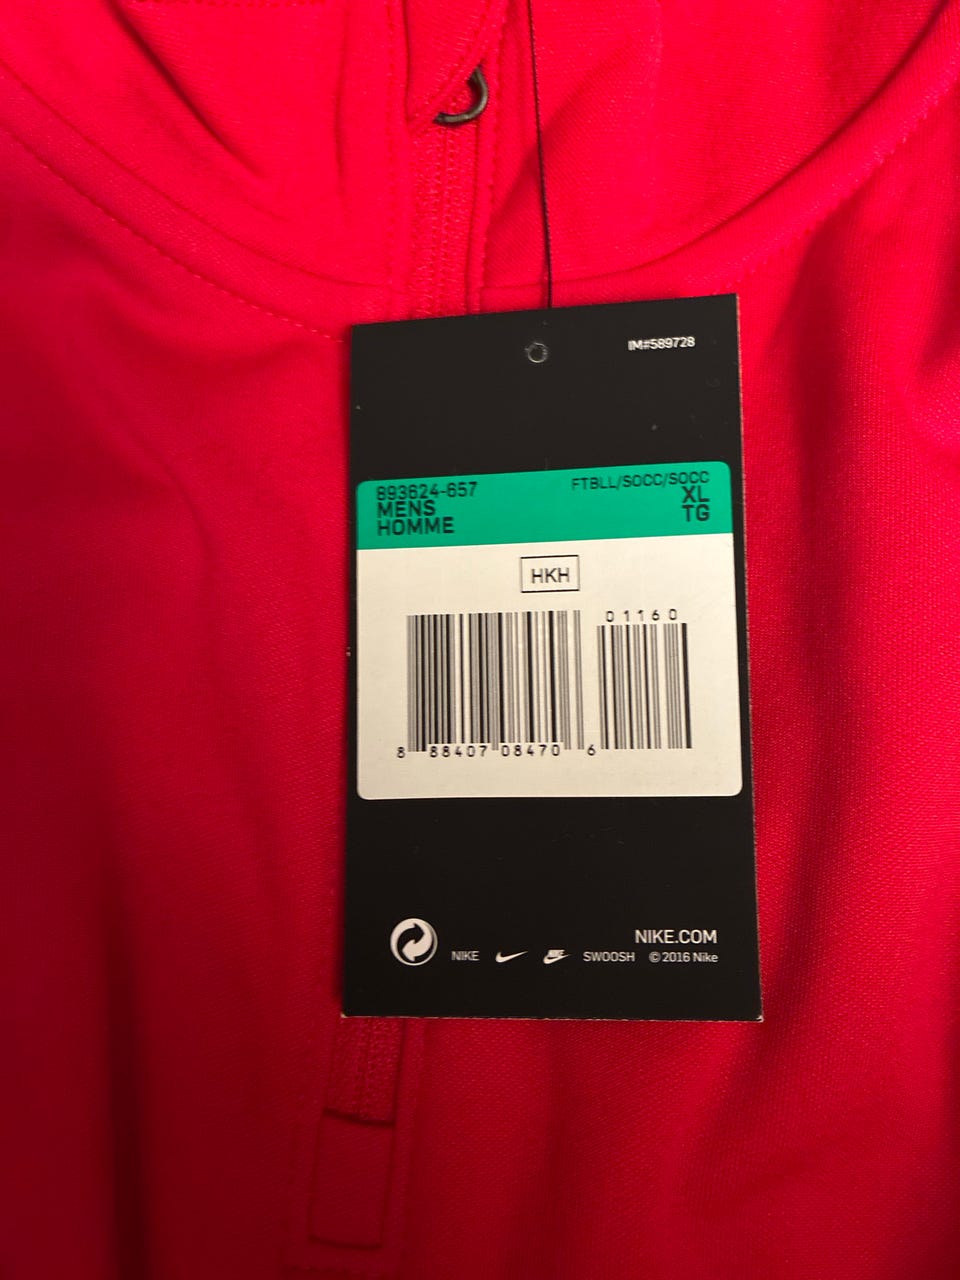 IM#589728
893624-657 FTBLL/SOCC/SOCC
MENS XL
HOMME TG
HKH
01160
8 88407 08470 6
NIKE.COM
NIKE SWOOSH © 2016 Nike